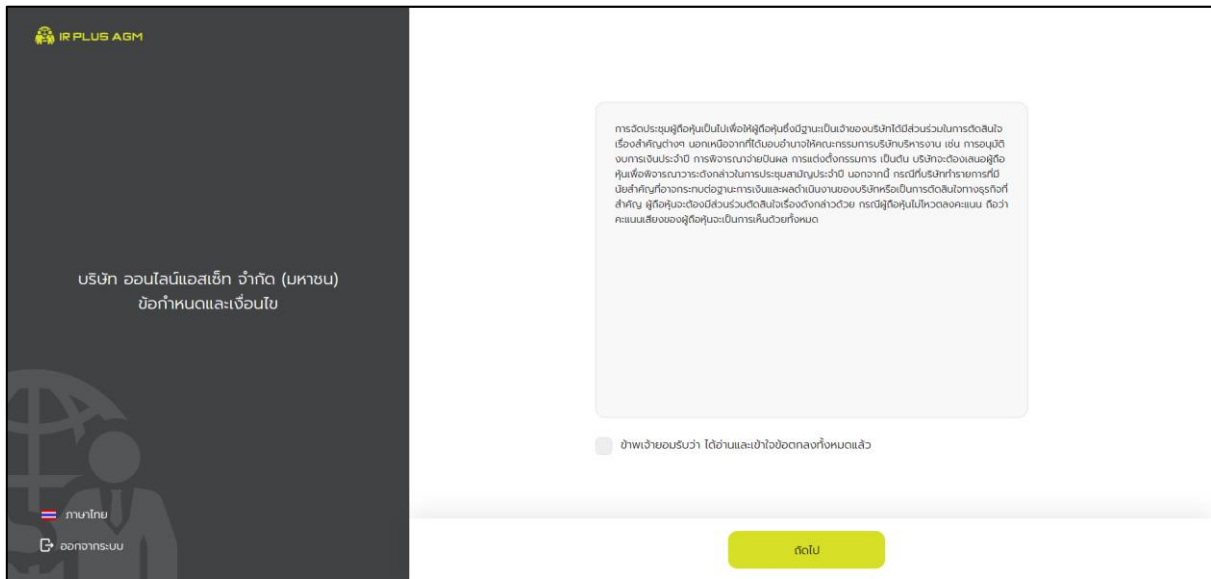 IR PLUS AGM
บริษัท ออนไลน์แอสเซ็ท จำกัด (มหาชน)
ข้อกำหนดและเงื่อนไข
ภาษาไทย
ออกจากระบบ
การจัดประชุมผู้ถือหุ้นเป็นไปเพื่อให้ผู้ถือหุ้นซึ่งมีฐานะเป็นเจ้าของบริษัทได้มีส่วนร่วมในการตัดสินใจ
เรื่องสำคัญต่างๆ นอกเหนือจากที่ได้มอบอำนาจให้คณะกรรมการบริษัทบริหารงาน เช่น การอนุมัติ
งบการเงินประจำปี การพิจารณาจ่ายปันผล การแต่งตั้งกรรมการ เป็นต้น บริษัทจะต้องเสนอผู้ถือ
หุ้นเพื่อพิจารณาวาระดังกล่าวในการประชุมสามัญประจำปี นอกจากนี้ กรณีที่บริษัททำรายการที่มี
นัยสำคัญที่อาจกระทบต่อฐานะการเงินและผลดำเนินงานของบริษัทหรือเป็นการตัดสินใจทางธุรกิจที่
สำคัญ ผู้ถือหุ้นจะต้องมีส่วนร่วมตัดสินใจเรื่องดังกล่าวด้วย กรณีผู้ถือหุ้นไม่โหวตลงคะแนน ถือว่า
คะแนนเสียงของผู้ถือหุ้นจะเป็นการเห็นด้วยทั้งหมด
ข้าพเจ้ายอมรับว่า ได้อ่านและเข้าใจข้อตกลงทั้งหมดแล้ว
ถัดไป